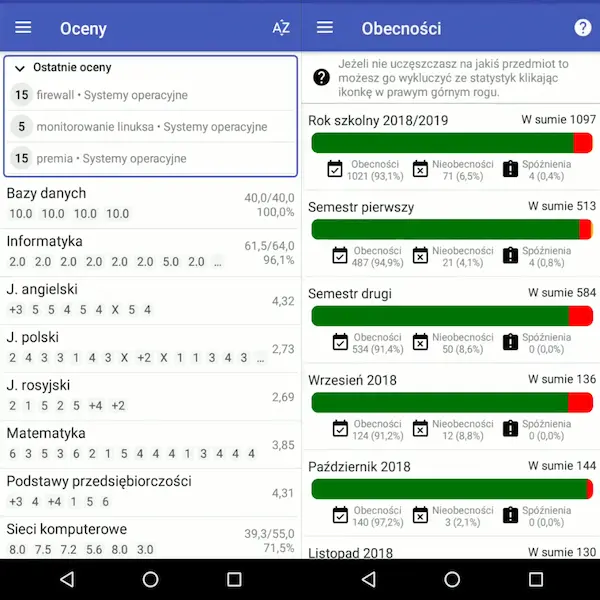 Oceny
AZ
Ostatnie oceny
15 firewall • Systemy operacyjne
5 monitorowanie linuksa • Systemy operacyjne
15 premia • Systemy operacyjne
Bazy danych
40,0/40,0
10.0 10.0 10.0 10.0
100,0%
Informatyka
61,5/64,0
2.0 2.0 2.0 2.0 2.0 2.0 5.0 2.0 ...
96,1%
J. angielski
+3 5 5 4 5 4 X 5 4
4,32
J. polski
2 4 3 3 1 4 3 X +2 X 1 1 3 4 3 ...
2,73
J. rosyjski
2 1 5 2 5 +4 +2
2,69
Matematyka
6 3 5 3 6 2 1 5 4 4 4 1 3 4 4 4
3,85
Podstawy przedsiębiorczości
+3 4 +4 1 5 6
4,31
Sieci komputerowe
39,3/55,0
8.0 7.5 7.2 5.6 8.0 3.0
71,5%
Obecności
?
? Jeżeli nie uczęszczasz na jakiś przedmiot to
możesz go wykluczyć ze statystyk klikając
ikonkę w prawym górnym rogu.
Rok szkolny 2018/2019 W sumie 1097
Obecności Nieobecności Spóźnienia
1021 (93,1%) 71 (6,5%) 4 (0,4%)
Semestr pierwszy W sumie 513
Obecności Nieobecności Spóźnienia
487 (94,9%) 21 (4,1%) 4 (0,8%)
Semestr drugi W sumie 584
Obecności Nieobecności Spóźnienia
534 (91,4%) 50 (8,6%) 0 (0,0%)
Wrzesień 2018 W sumie 136
Obecności Nieobecności Spóźnienia
124 (91,2%) 12 (8,8%) 0 (0,0%)
Październik 2018 W sumie 144
Obecności Nieobecności Spóźnienia
140 (97,2%) 3 (2,1%) 0 (0,0%)
Listopad 2018 W sumie 130